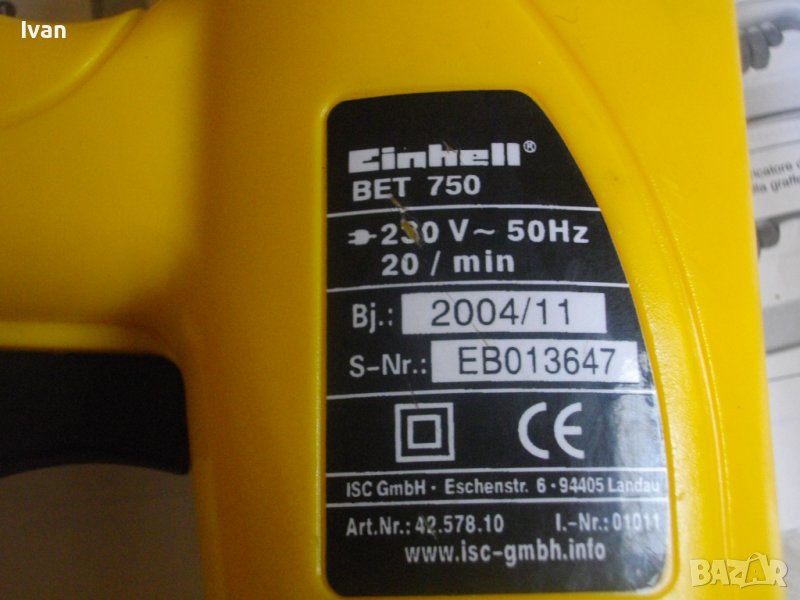 Ivan
Einhell®
BET 750
230 V ~ 50Hz
20 / min
Bj.: 2004/11
S-Nr.: EB013647
CE
ISC GmbH · Eschenstr. 6 · 94405 Landau
Art.Nr.: 42.578.10 I.-Nr.: 01011
www.isc-gmbh.info
BAZAR